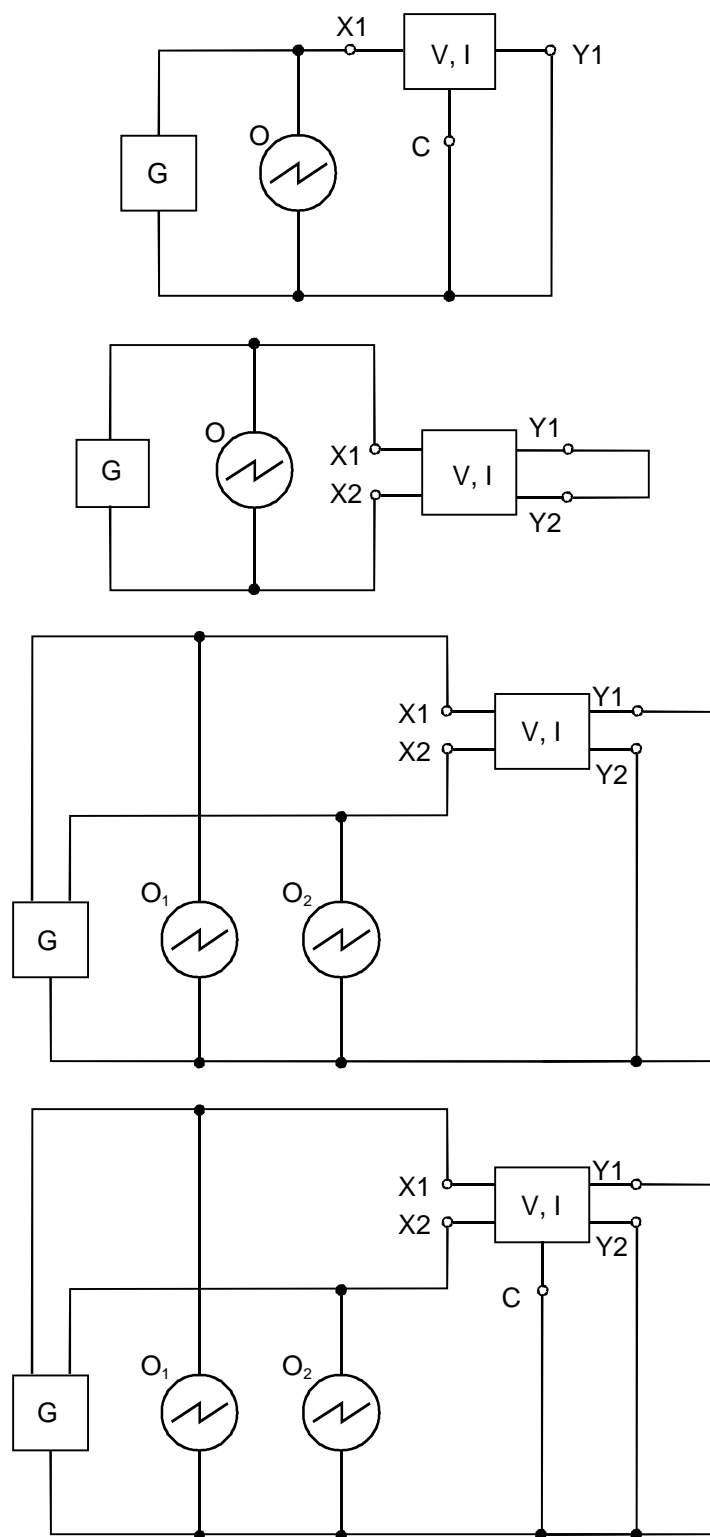 X1
V, I
Y1
O
C
G
O
Y1
X1
G
V, I
X2
Y2
X1
Y1
V, I
X2
Y2
O₁
O₂
G
X1
Y1
V, I
X2
Y2
C
O₁
O₂
G